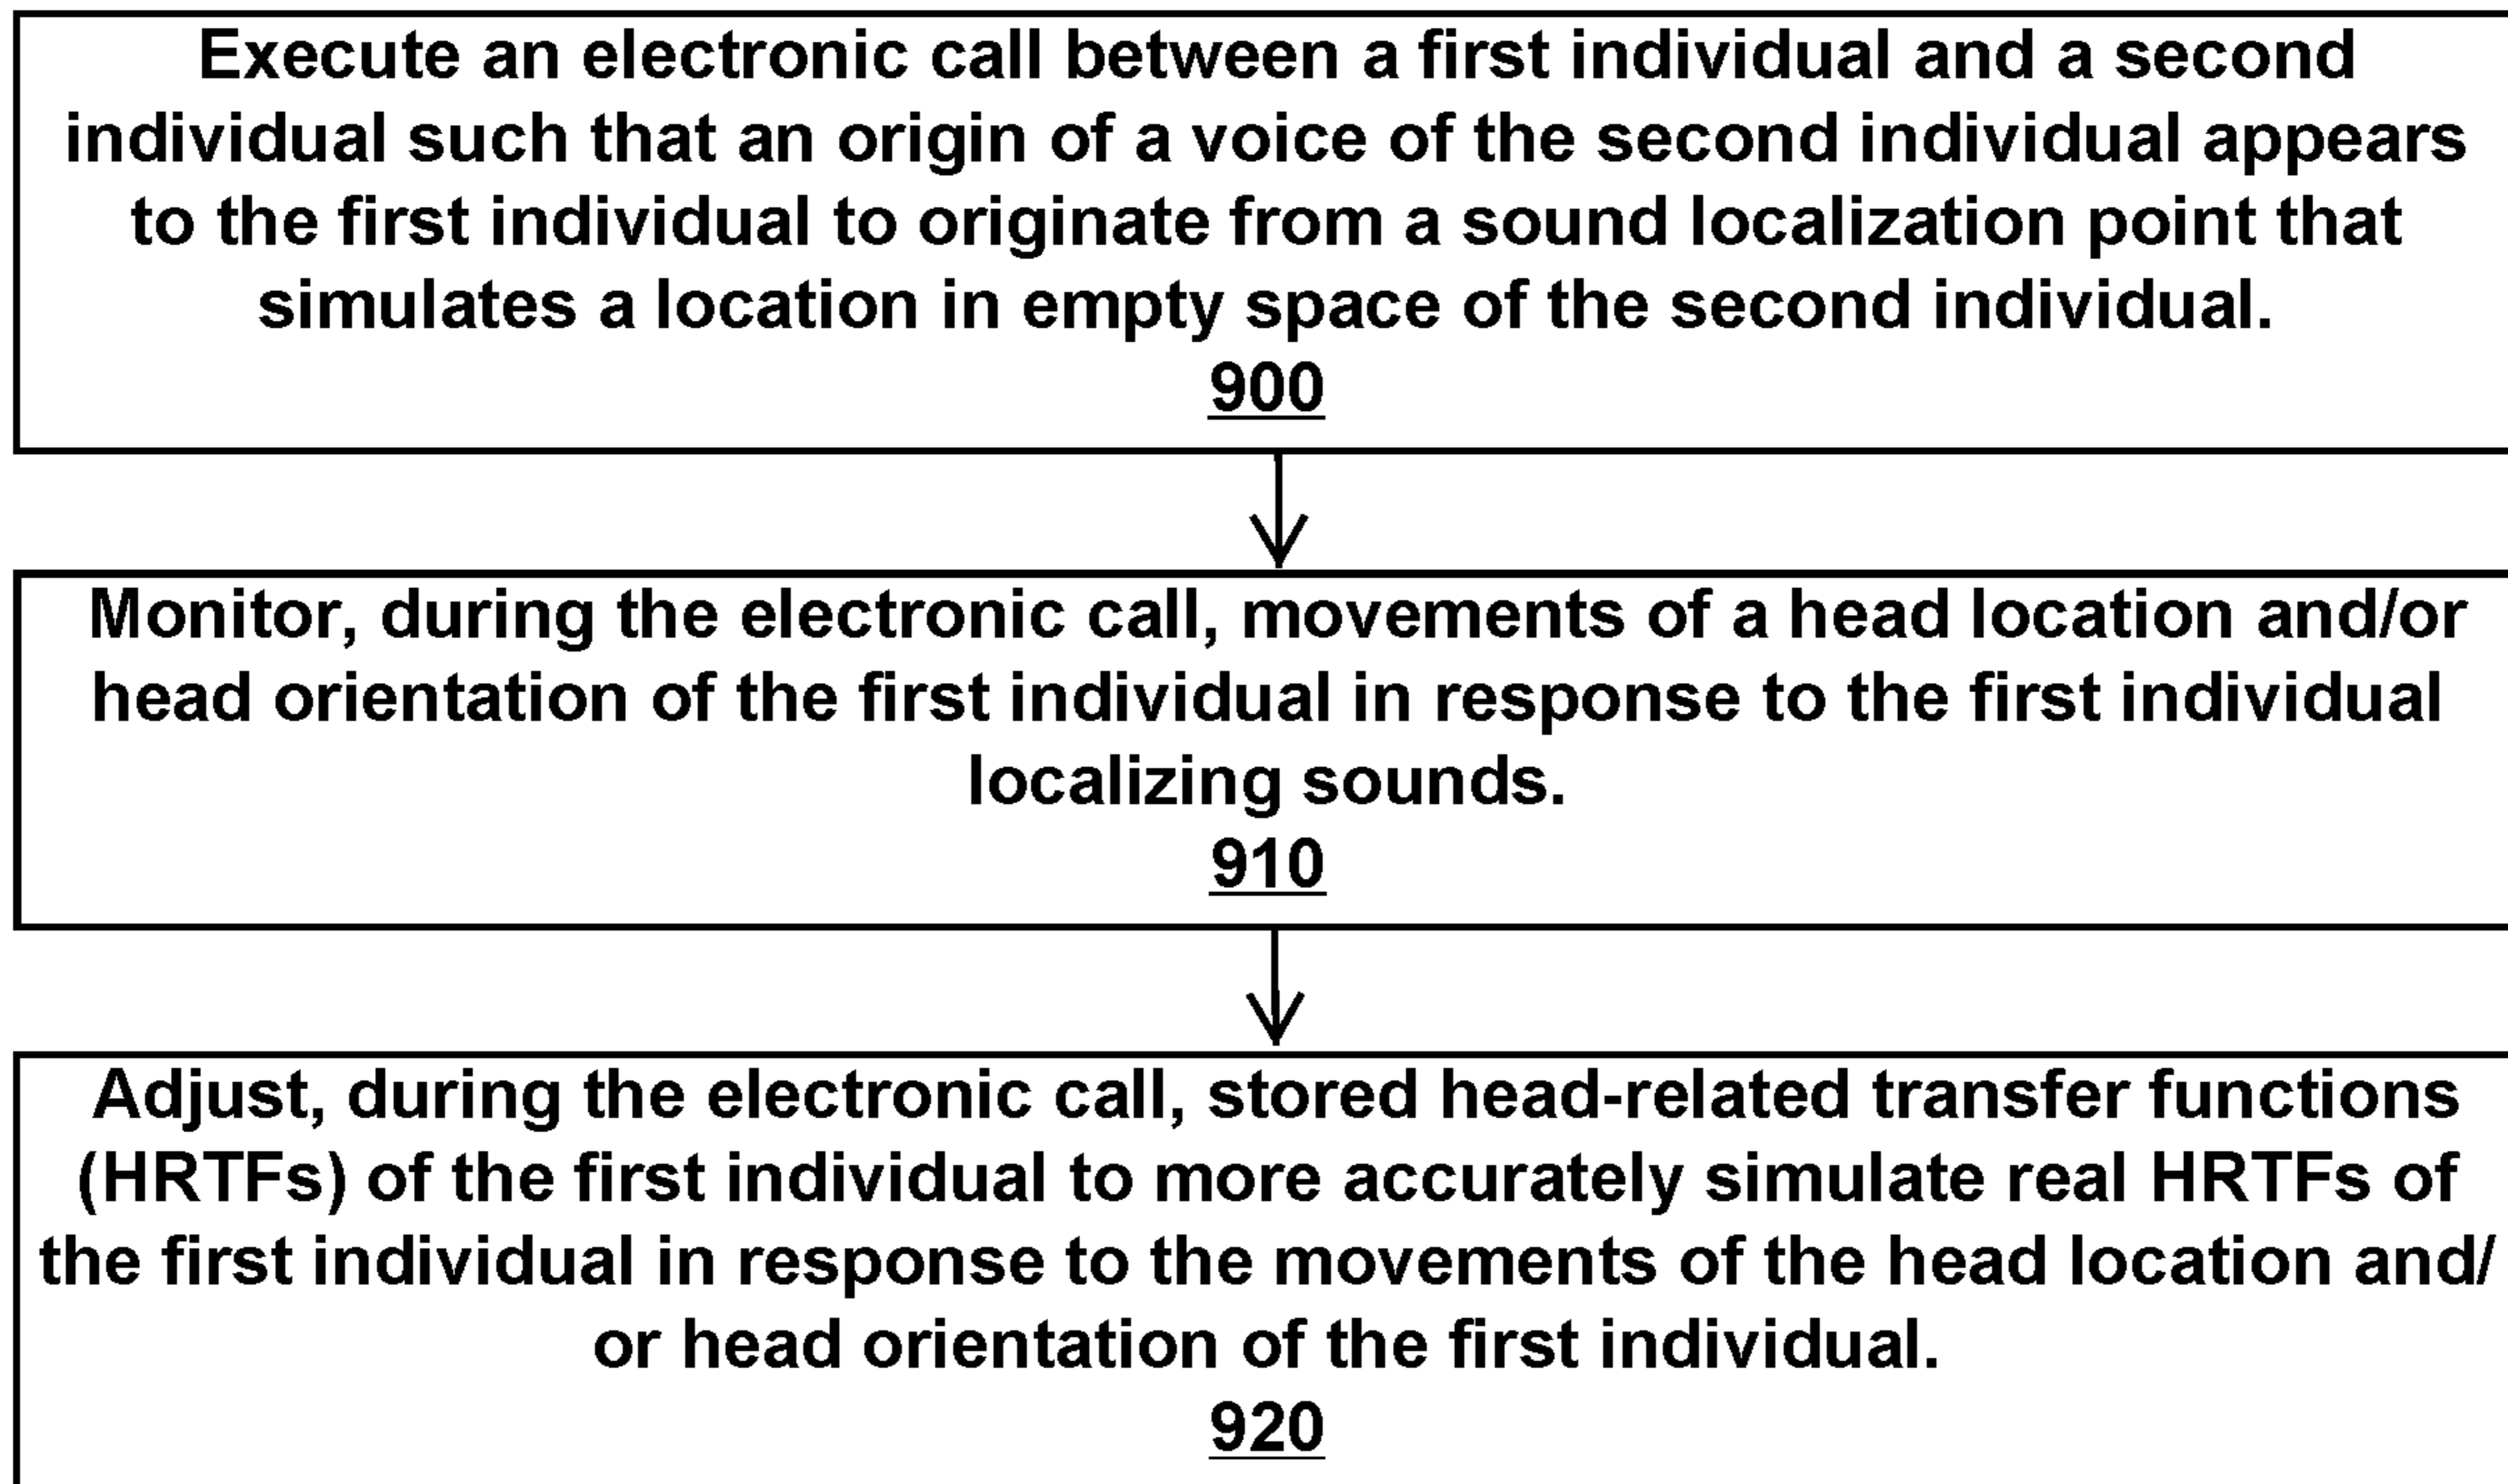 Execute an electronic call between a first individual and a second
individual such that an origin of a voice of the second individual appears
to the first individual to originate from a sound localization point that
simulates a location in empty space of the second individual.
900
Monitor, during the electronic call, movements of a head location and/or
head orientation of the first individual in response to the first individual
localizing sounds.
910
Adjust, during the electronic call, stored head-related transfer functions
(HRTFs) of the first individual to more accurately simulate real HRTFs of
the first individual in response to the movements of the head location and/
or head orientation of the first individual.
920